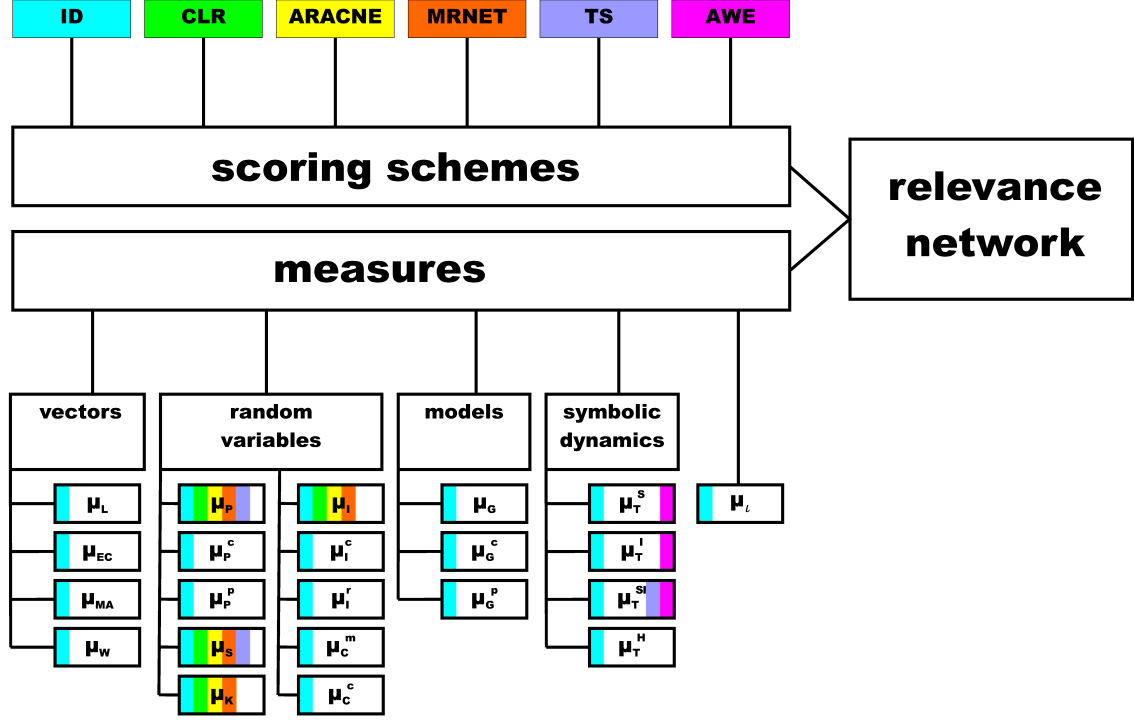 ID CLR ARACNE MRNET TS AWE
scoring schemes
relevance
network
measures
vectors
random
variables
models
symbolic
dynamics
μL
μEC
μMA
μW
μP
μPc
μPp
μS
μK
μI
μIc
μIr
μCm
μCc
μG
μGc
μGp
μTS
μTI
μTSI
μTH
μι